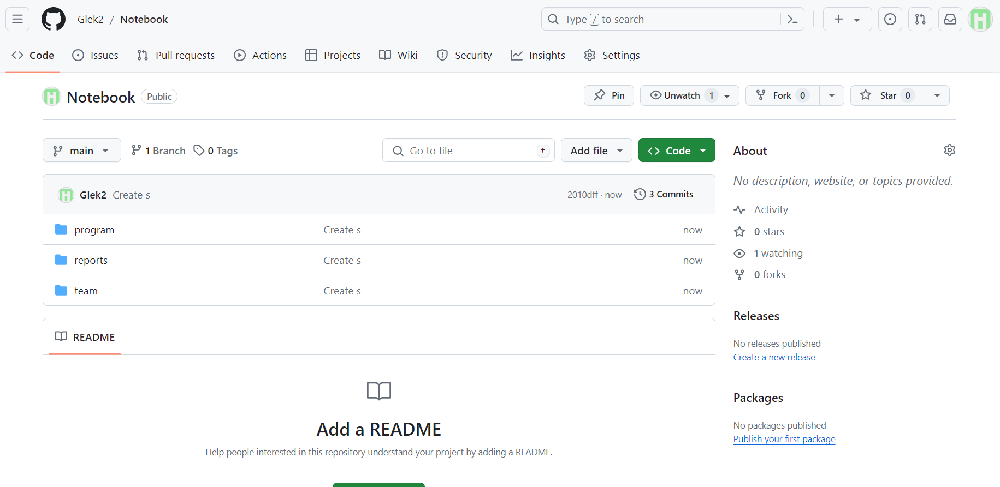 Glek2 / Notebook
Type / to search
Code Issues Pull requests Actions Projects Wiki Security Insights Settings
Notebook Public
Pin Unwatch 1 Fork 0 Star 0
main 1 Branch 0 Tags
Go to file t Add file Code
Glek2 Create s 2010dff · now 3 Commits
program Create s now
reports Create s now
team Create s now
README
Add a README
Help people interested in this repository understand your project by adding a README.
About
No description, website, or topics provided.
Activity
0 stars
1 watching
0 forks
Releases
No releases published
Create a new release
Packages
No packages published
Publish your first package